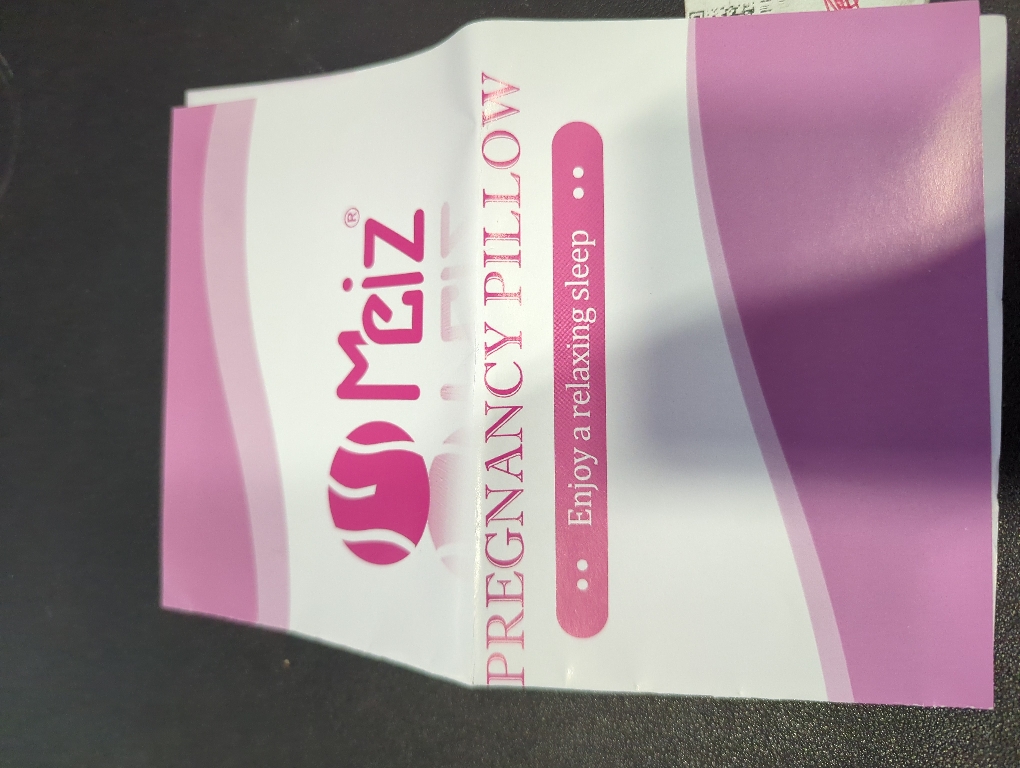 Meiz®
PREGNANCY PILLOW
•• Enjoy a relaxing sleep ••